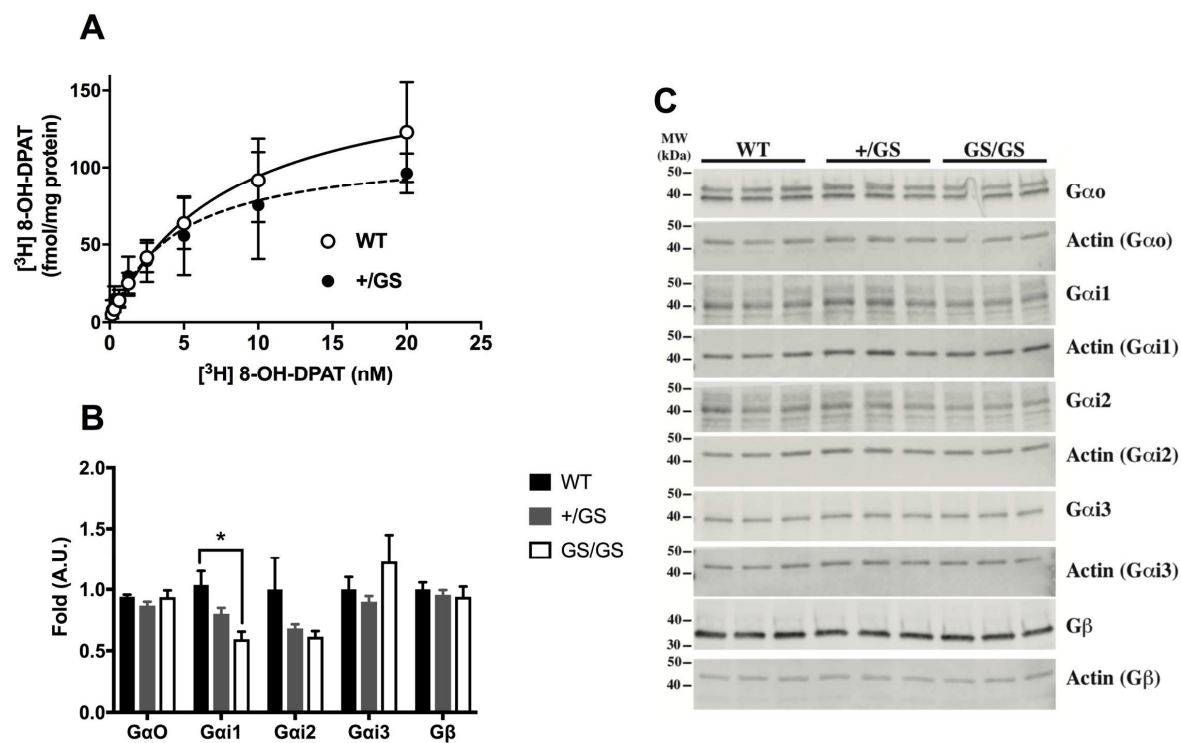 A
[³H] 8-OH-DPAT
(fmol/mg protein)
150
100
50
0
0 5 10 15 20 25
[³H] 8-OH-DPAT (nM)
WT
+/GS
B
Fold (A.U.)
2.0
1.5
1.0
0.5
0.0
*
GαO Gαi1 Gαi2 Gαi3 Gβ
WT
+/GS
GS/GS
C
MW
(kDa)
WT +/GS GS/GS
50
40
Gαo
50
40
Actin (Gαo)
50
40
Gαi1
50
40
Actin (Gαi1)
50
40
Gαi2
50
40
Actin (Gαi2)
50
40
Gαi3
50
40
Actin (Gαi3)
40
30
Gβ
50
40
Actin (Gβ)